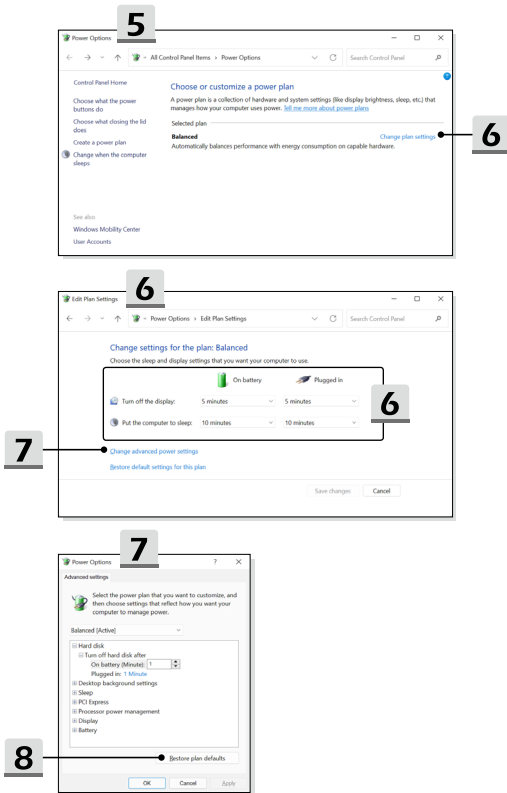 5
Power Options
All Control Panel Items > Power Options
Search Control Panel
Control Panel Home
Choose what the power
buttons do
Choose what closing the lid
does
Create a power plan
Change when the computer
sleeps
See also
Windows Mobility Center
User Accounts
Choose or customize a power plan
A power plan is a collection of hardware and system settings (like display brightness, sleep, etc.) that
manages how your computer uses power. Tell me more about power plans
Selected plan
Balanced
Change plan settings
Automatically balances performance with energy consumption on capable hardware.
6
6
Edit Plan Settings
Power Options > Edit Plan Settings
Search Control Panel
Change settings for the plan: Balanced
Choose the sleep and display settings that you want your computer to use.
On battery
Plugged in
Turn off the display: 5 minutes 5 minutes
Put the computer to sleep: 10 minutes 10 minutes
6
7
Change advanced power settings
Restore default settings for this plan
Save changes Cancel
7
Power Options
?
Advanced settings
Select the power plan that you want to customize, and
then choose settings that reflect how you want your
computer to manage power.
Balanced [Active]
Hard disk
Turn off hard disk after
On battery (Minute): 1
Plugged in: 1 Minute
Desktop background settings
Sleep
PCI Express
Processor power management
Display
Battery
8
Restore plan defaults
OK Cancel Apply